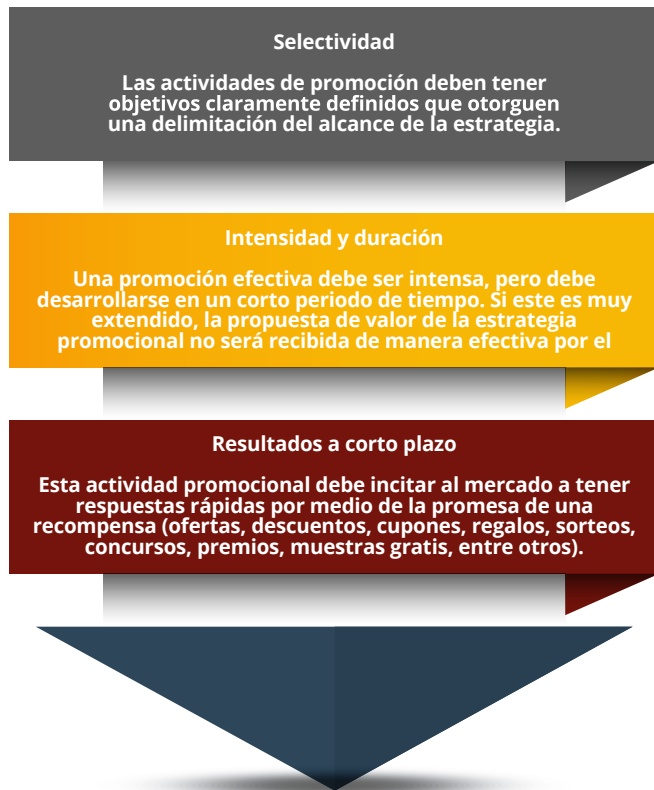 Selectividad
Las actividades de promoción deben tener
objetivos claramente definidos que otorguen
una delimitación del alcance de la estrategia.
Intensidad y duración
Una promoción efectiva debe ser intensa, pero debe
desarrollarse en un corto periodo de tiempo. Si este es muy
extendido, la propuesta de valor de la estrategia
promocional no será recibida de manera efectiva por el
Resultados a corto plazo
Esta actividad promocional debe incitar al mercado a tener
respuestas rápidas por medio de la promesa de una
recompensa (ofertas, descuentos, cupones, regalos, sorteos,
concursos, premios, muestras gratis, entre otros).